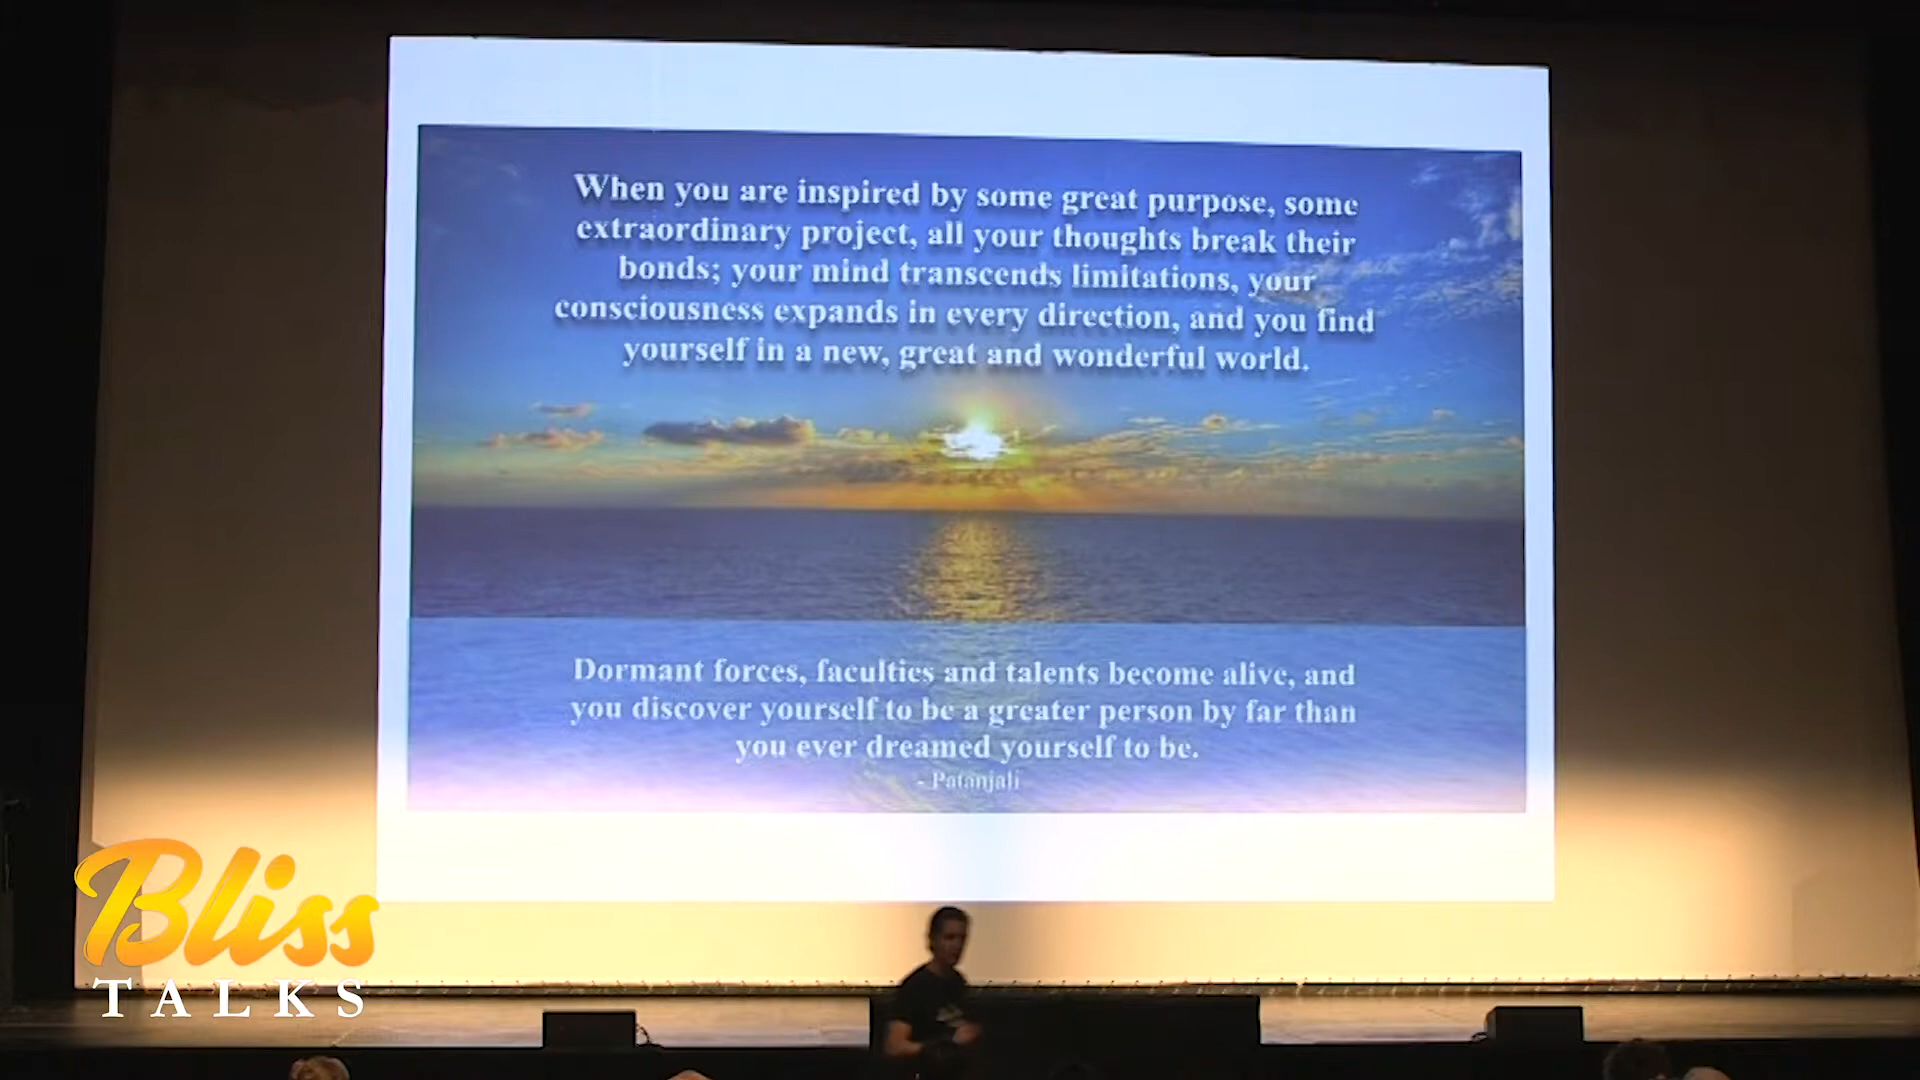 When you are inspired by some great purpose, some
extraordinary project, all your thoughts break their
bonds; your mind transcends limitations, your
consciousness expands in every direction, and you find
yourself in a new, great and wonderful world.
Dormant forces, faculties and talents become alive, and
you discover yourself to be a greater person by far than
you ever dreamed yourself to be.
- Patanjali
Bliss
TALKS